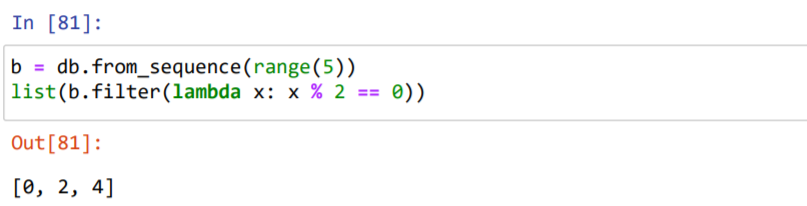 In [81]:
b = db.from_sequence(range(5))
list(b.filter(lambda x: x % 2 == 0))
Out[81]:
[0, 2, 4]